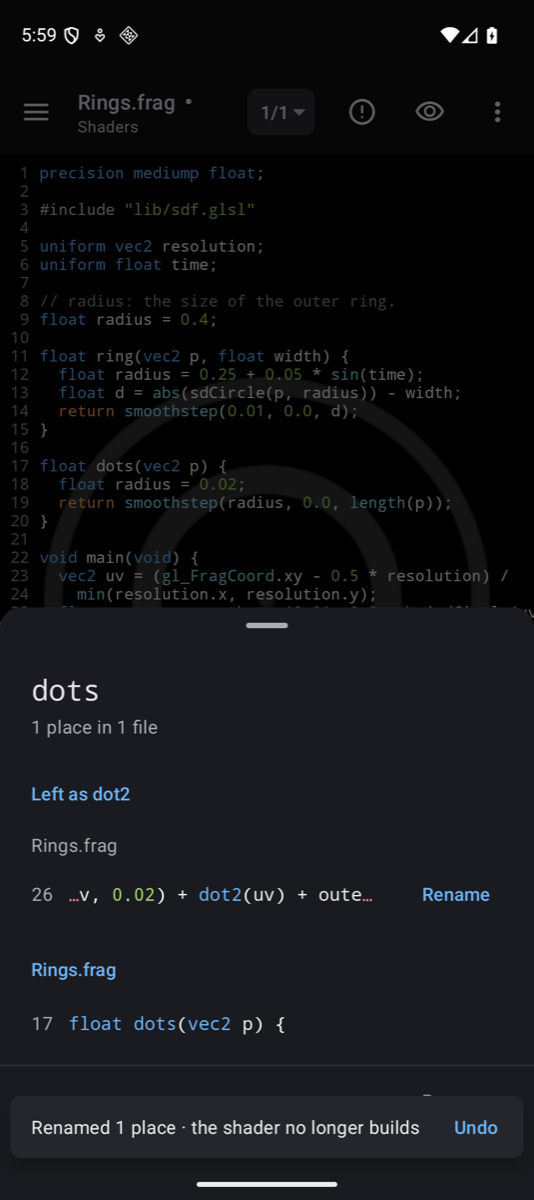 5:59
Rings.frag •
Shaders
1/1
1 precision mediump float;
2
3 #include "lib/sdf.glsl"
4
5 uniform vec2 resolution;
6 uniform float time;
7
8 // radius: the size of the outer ring.
9 float radius = 0.4;
10
11 float ring(vec2 p, float width) {
12 float radius = 0.25 + 0.05 * sin(time);
13 float d = abs(sdCircle(p, radius)) - width;
14 return smoothstep(0.01, 0.0, d);
15 }
16
17 float dots(vec2 p) {
18 float radius = 0.02;
19 return smoothstep(radius, 0.0, length(p));
20 }
21
22 void main(void) {
23 vec2 uv = (gl_FragCoord.xy - 0.5 * resolution) /
24 min(resolution.x, resolution.y);
dots
1 place in 1 file
Left as dot2
Rings.frag
26 …v, 0.02) + dot2(uv) + oute… Rename
Rings.frag
17 float dots(vec2 p) {
Renamed 1 place · the shader no longer builds Undo